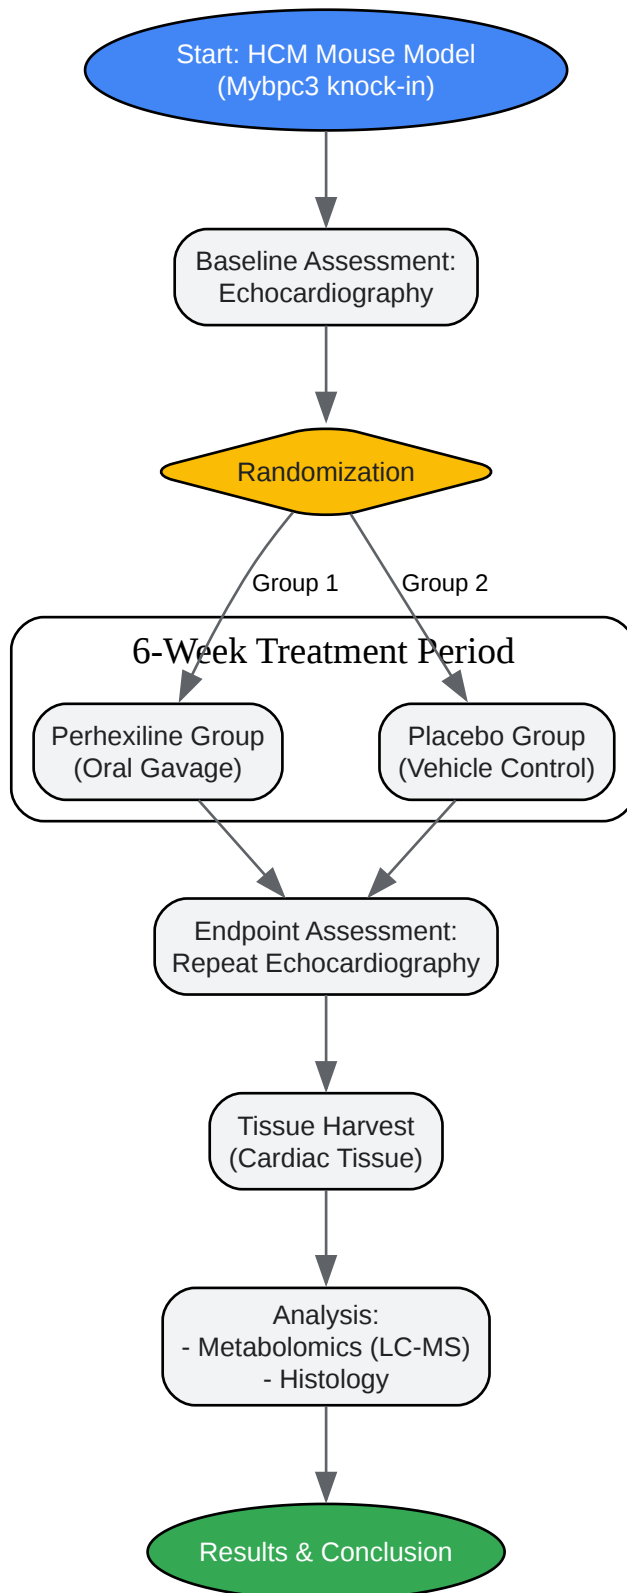 Start: HCM Mouse Model
(Mybpc3 knock-in)
Baseline Assessment:
Echocardiography
Randomization
Group 1
Group 2
6-Week Treatment Period
Perhexiline Group
(Oral Gavage)
Placebo Group
(Vehicle Control)
Endpoint Assessment:
Repeat Echocardiography
Tissue Harvest
(Cardiac Tissue)
Analysis:
- Metabolomics (LC-MS)
- Histology
Results & Conclusion